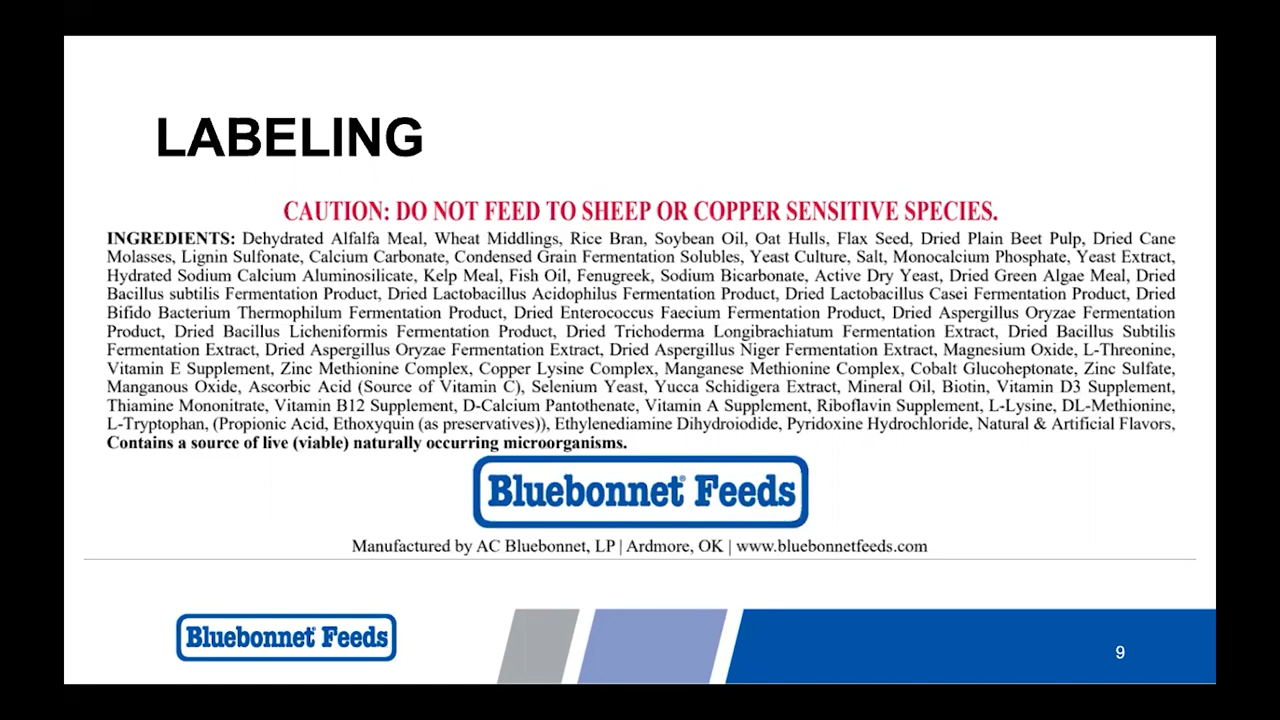 LABELING
CAUTION: DO NOT FEED TO SHEEP OR COPPER SENSITIVE SPECIES.
INGREDIENTS: Dehydrated Alfalfa Meal, Wheat Middlings, Rice Bran, Soybean Oil, Oat Hulls, Flax Seed, Dried Plain Beet Pulp, Dried Cane
Molasses, Lignin Sulfonate, Calcium Carbonate, Condensed Grain Fermentation Solubles, Yeast Culture, Salt, Monocalcium Phosphate, Yeast Extract,
Hydrated Sodium Calcium Aluminosilicate, Kelp Meal, Fish Oil, Fenugreek, Sodium Bicarbonate, Active Dry Yeast, Dried Green Algae Meal, Dried
Bacillus subtilis Fermentation Product, Dried Lactobacillus Acidophilus Fermentation Product, Dried Lactobacillus Casei Fermentation Product, Dried
Bifido Bacterium Thermophilum Fermentation Product, Dried Enterococcus Faecium Fermentation Product, Dried Aspergillus Oryzae Fermentation
Product, Dried Bacillus Licheniformis Fermentation Product, Dried Trichoderma Longibrachiatum Fermentation Extract, Dried Bacillus Subtilis
Fermentation Extract, Dried Aspergillus Oryzae Fermentation Extract, Dried Aspergillus Niger Fermentation Extract, Magnesium Oxide, L-Threonine,
Vitamin E Supplement, Zinc Methionine Complex, Copper Lysine Complex, Manganese Methionine Complex, Cobalt Glucoheptonate, Zinc Sulfate,
Manganous Oxide, Ascorbic Acid (Source of Vitamin C), Selenium Yeast, Yucca Schidigera Extract, Mineral Oil, Biotin, Vitamin D3 Supplement,
Thiamine Mononitrate, Vitamin B12 Supplement, D-Calcium Pantothenate, Vitamin A Supplement, Riboflavin Supplement, L-Lysine, DL-Methionine,
L-Tryptophan, (Propionic Acid, Ethoxyquin (as preservatives)), Ethylenediamine Dihydroiodide, Pyridoxine Hydrochloride, Natural & Artificial Flavors,
Contains a source of live (viable) naturally occurring microorganisms.
Bluebonnet® Feeds
Manufactured by AC Bluebonnet, LP | Ardmore, OK | www.bluebonnetfeeds.com
Bluebonnet® Feeds
9